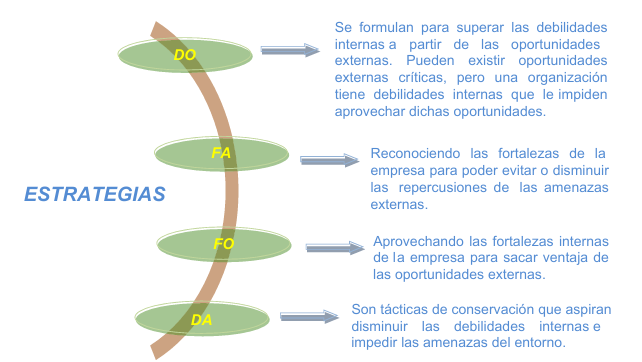 DO
Se formulan para superar las debilidades
internas a partir de las oportunidades
externas. Pueden existir oportunidades
externas críticas, pero una organización
tiene debilidades internas que le impiden
aprovechar dichas oportunidades.
FA
Reconociendo las fortalezas de la
empresa para poder evitar o disminuir
las repercusiones de las amenazas
externas.
ESTRATEGIAS
FO
Aprovechando las fortalezas internas
de la empresa para sacar ventaja de
las oportunidades externas.
DA
Son tácticas de conservación que aspiran
disminuir las debilidades internas e
impedir las amenazas del entorno.